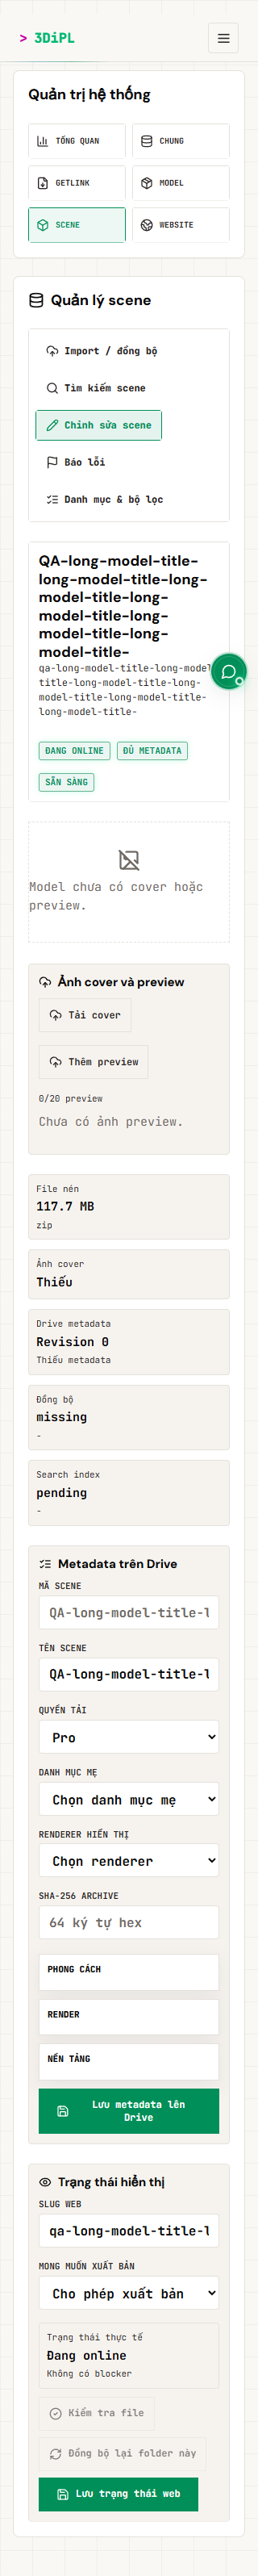 > 3DiPL
Quản trị hệ thống
TỔNG QUAN
CHUNG
GETLINK
MODEL
SCENE
WEBSITE
Quản lý scene
Import / đồng bộ
Tìm kiếm scene
Chỉnh sửa scene
Báo lỗi
Danh mục & bộ lọc
QA-long-model-title-
long-model-title-long-
model-title-long-
model-title-long-
model-title-long-
model-title-
qa-long-model-title-long-model-
title-long-model-title-long-
model-title-long-model-title-
long-model-title-
ĐANG ONLINE
ĐỦ METADATA
SẴN SÀNG
Model chưa có cover hoặc
preview.
Ảnh cover và preview
Tải cover
Thêm preview
0/20 preview
Chưa có ảnh preview.
File nén
117.7 MB
zip
Ảnh cover
Thiếu
Drive metadata
Revision 0
Thiếu metadata
Đồng bộ
missing
-
Search index
pending
-
Metadata trên Drive
MÃ SCENE
QA-long-model-title-l
TÊN SCENE
QA-long-model-title-l
QUYỀN TẢI
Pro
DANH MỤC MẸ
Chọn danh mục mẹ
RENDERER HIỂN THỊ
Chọn renderer
SHA-256 ARCHIVE
64 ký tự hex
PHONG CÁCH
RENDER
NỀN TẢNG
Lưu metadata lên
Drive
Trạng thái hiển thị
SLUG WEB
qa-long-model-title-l
MONG MUỐN XUẤT BẢN
Cho phép xuất bản
Trạng thái thực tế
Đang online
Không có blocker
Kiểm tra file
Đồng bộ lại folder này
Lưu trạng thái web